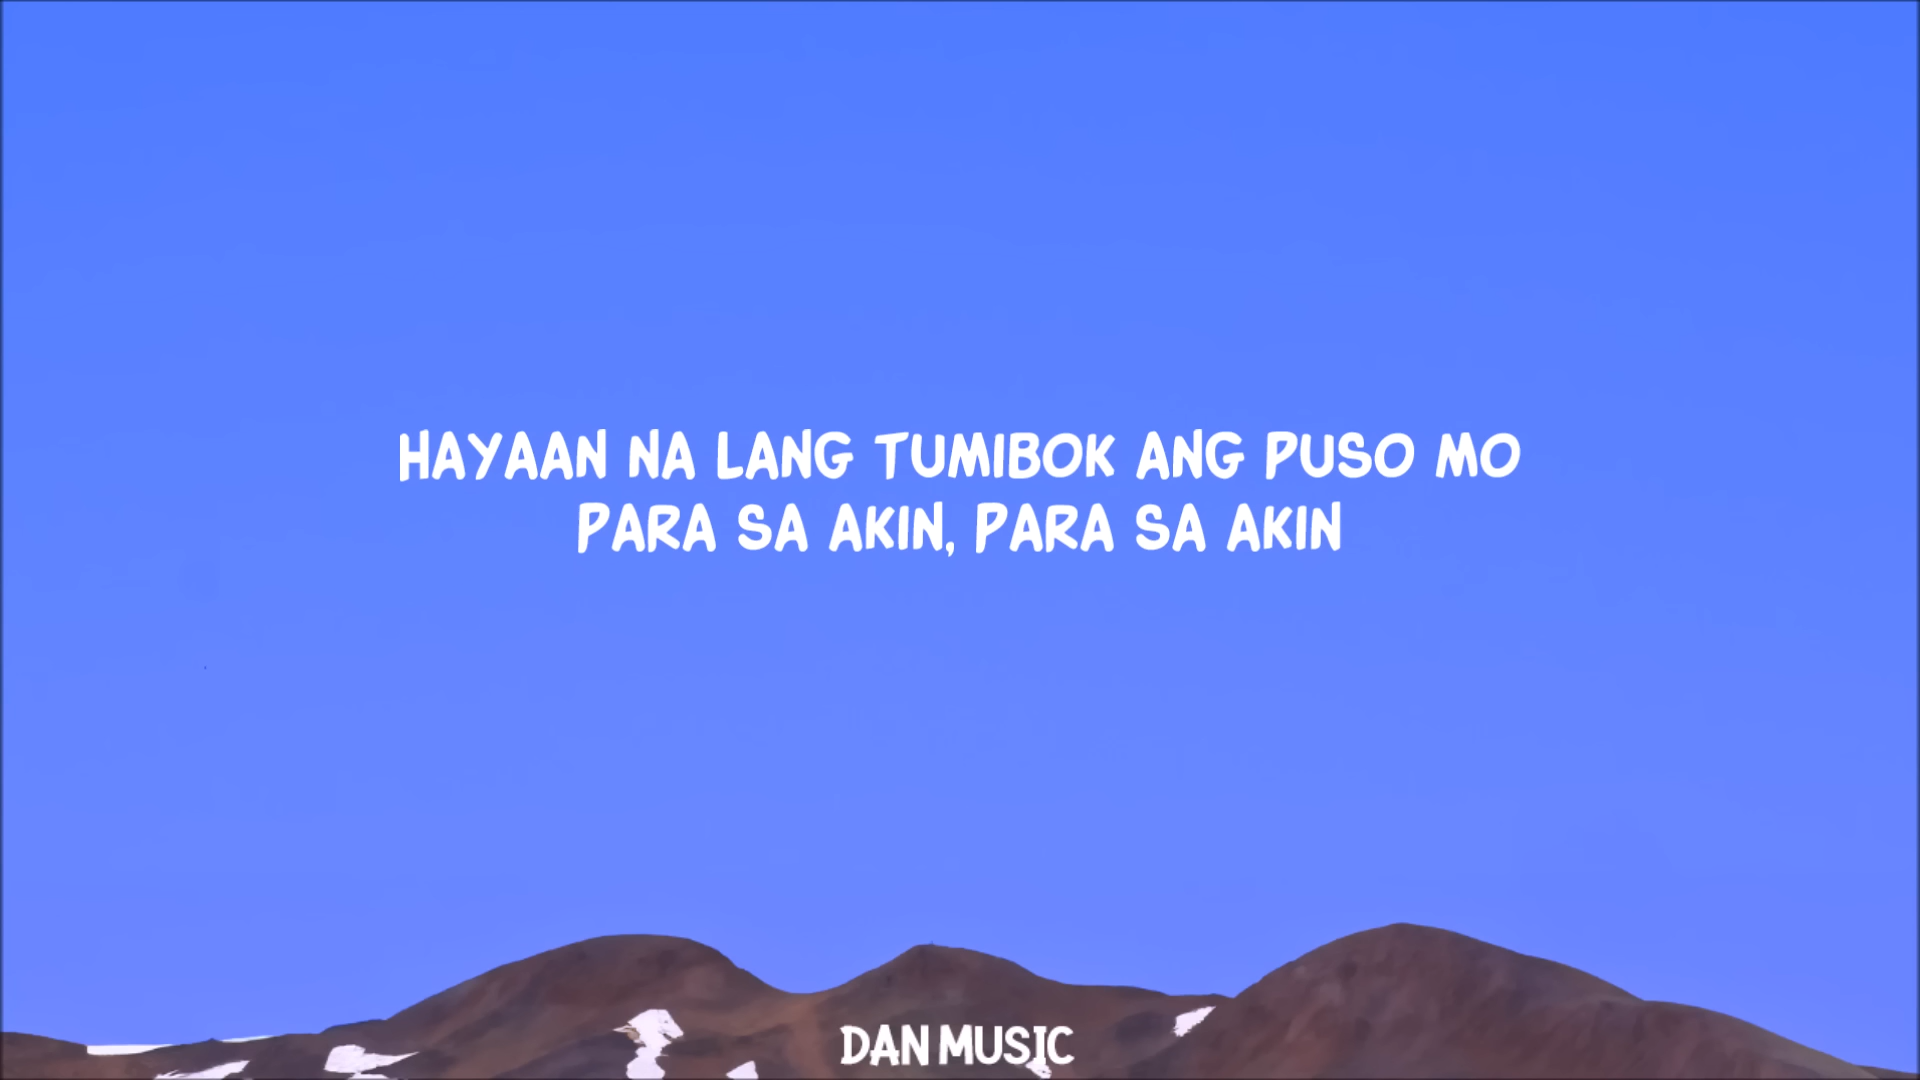 HAYAAN NA LANG TUMIBOK ANG PUSO MO
PARA SA AKIN, PARA SA AKIN
DAN MUSIC